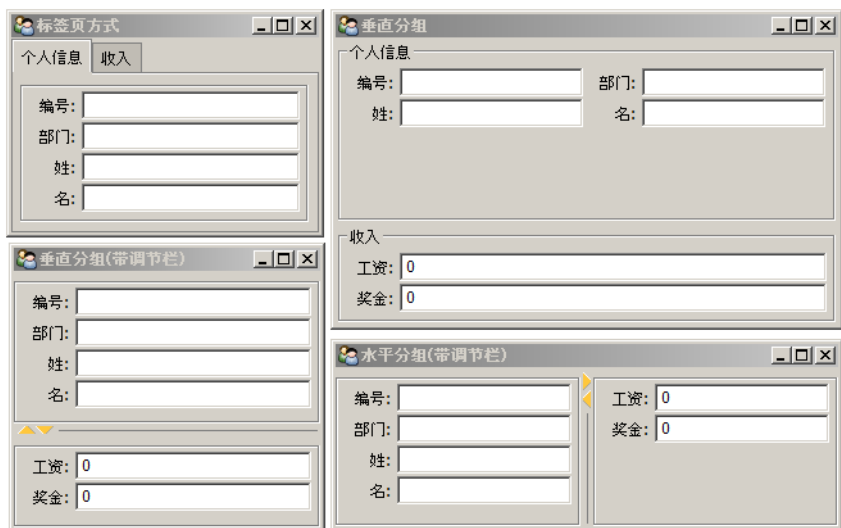 标签页方式
个人信息 收入
编号:
部门:
姓:
名:
垂直分组
个人信息
编号: 部门:
姓: 名:
收入
工资: 0
奖金: 0
垂直分组(带调节栏)
编号:
部门:
姓:
名:
工资: 0
奖金: 0
水平分组(带调节栏)
编号: 工资: 0
部门: 奖金: 0
姓:
名: